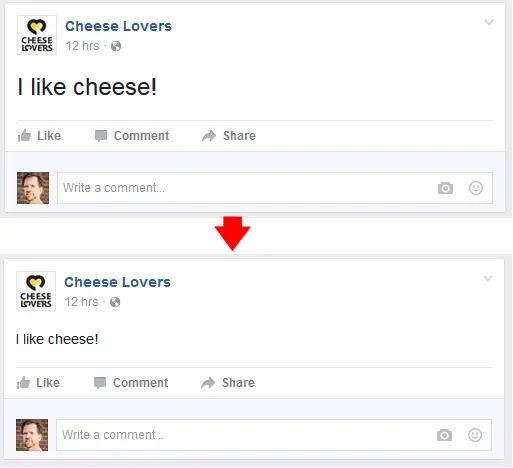 CHEESE
LOVERS
Cheese Lovers
12 hrs ·
I like cheese!
Like Comment Share
Write a comment...
CHEESE
LOVERS
Cheese Lovers
12 hrs ·
I like cheese!
Like Comment Share
Write a comment...